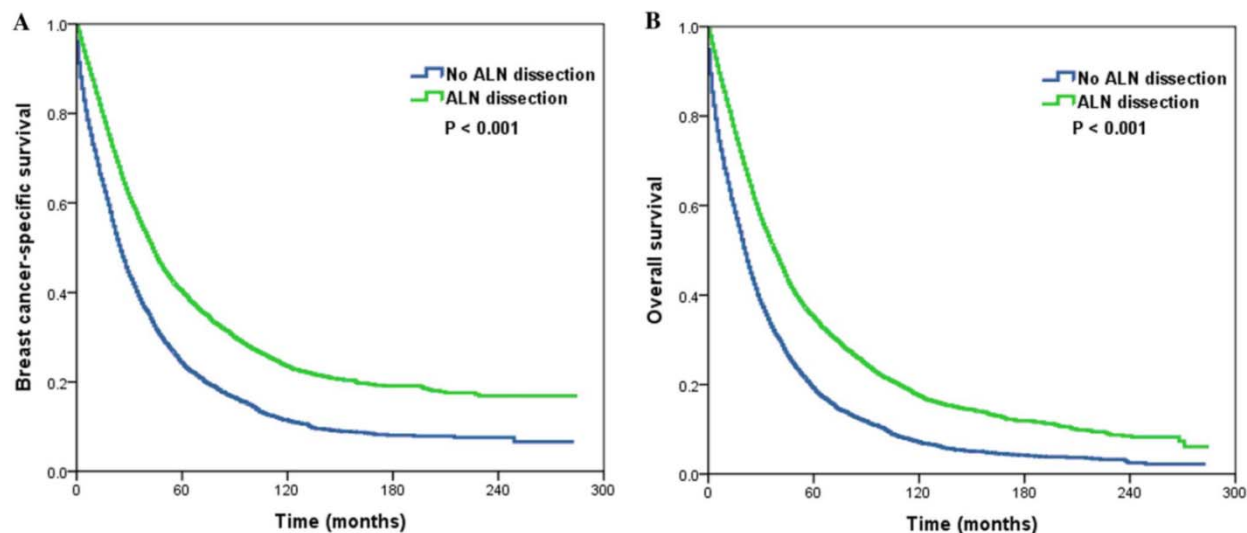 A
Breast cancer-specific survival
1.0
0.8
0.6
0.4
0.2
0.0
No ALN dissection
ALN dissection
P < 0.001
0 60 120 180 240 300
Time (months)
B
Overall survival
1.0
0.8
0.6
0.4
0.2
0.0
No ALN dissection
ALN dissection
P < 0.001
0 60 120 180 240 300
Time (months)